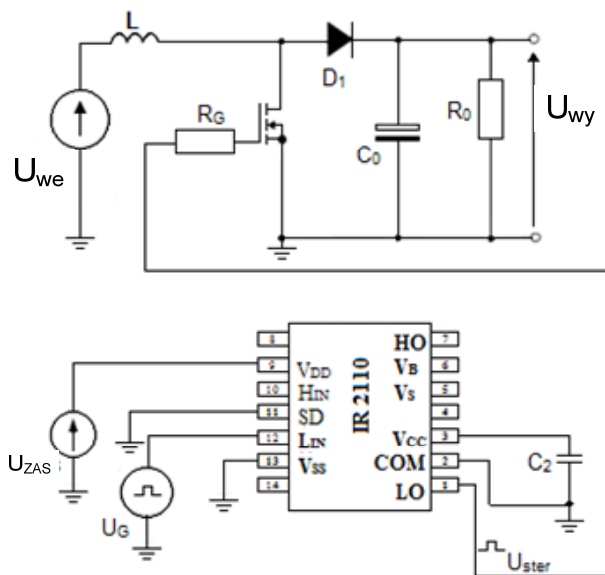 L
D1
RG
Uwe
C0
R0
Uwy
8
HO
7
9
VDD
VB
6
10
HIN
VS
5
11
SD
4
12
LIN
VCC
3
13
VSS
COM
2
14
LO
1
IR 2110
UZAS
UG
C2
Uster